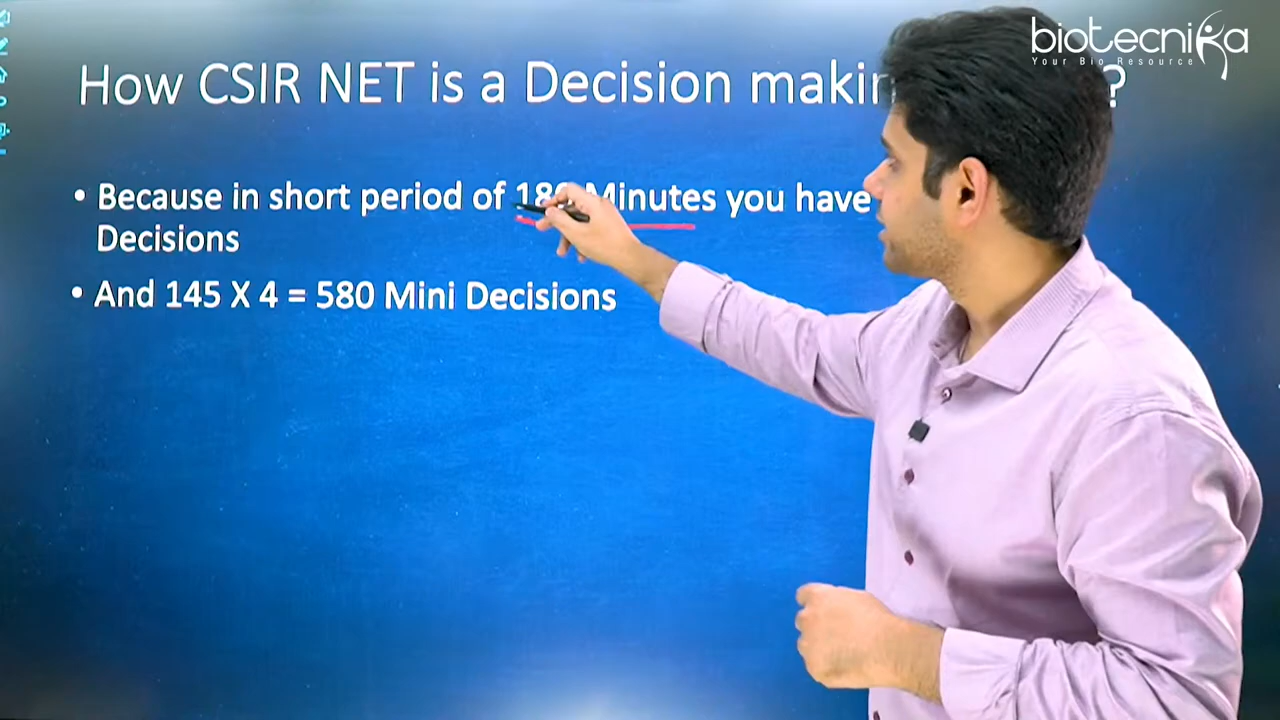 biotecnika
Your Bio Resource
How CSIR NET is a Decision ?
• Because in short period of Minutes you have
Decisions
• And 145 X 4 = 580 Mini Decisions